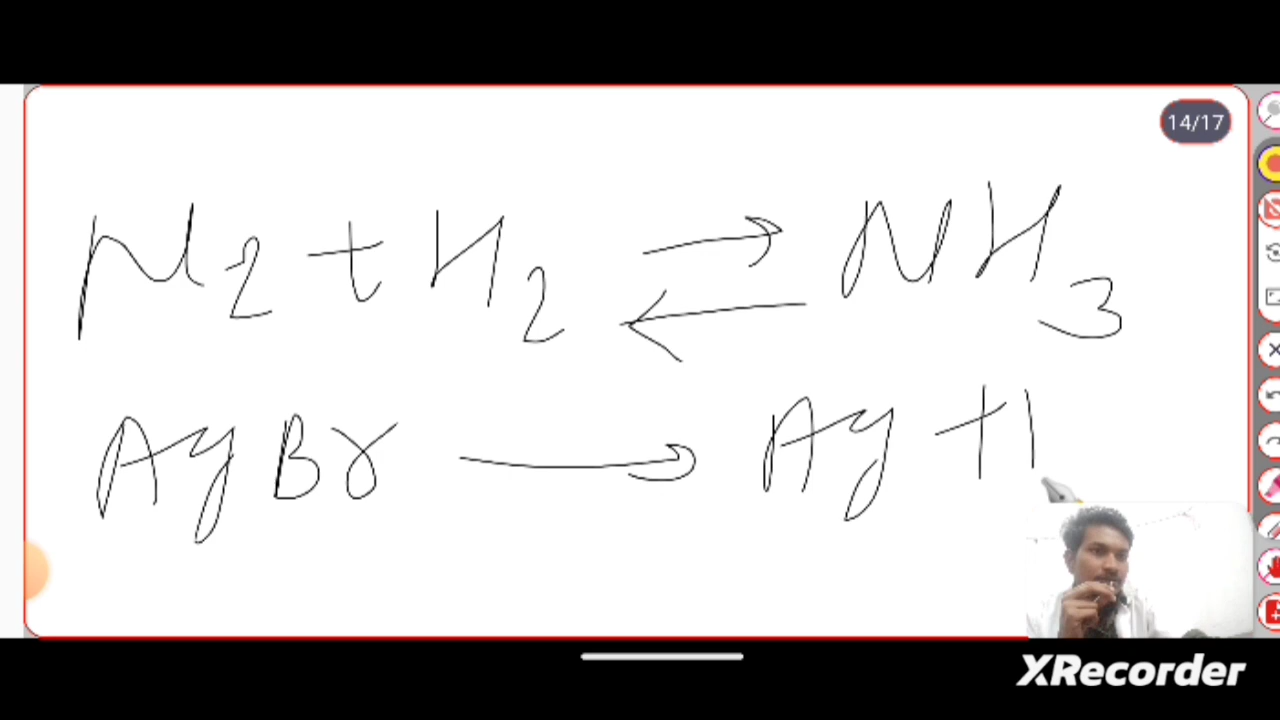 14/17
N2 + H2 ⇄ NH3
AgBr → Ag +
XRecorder